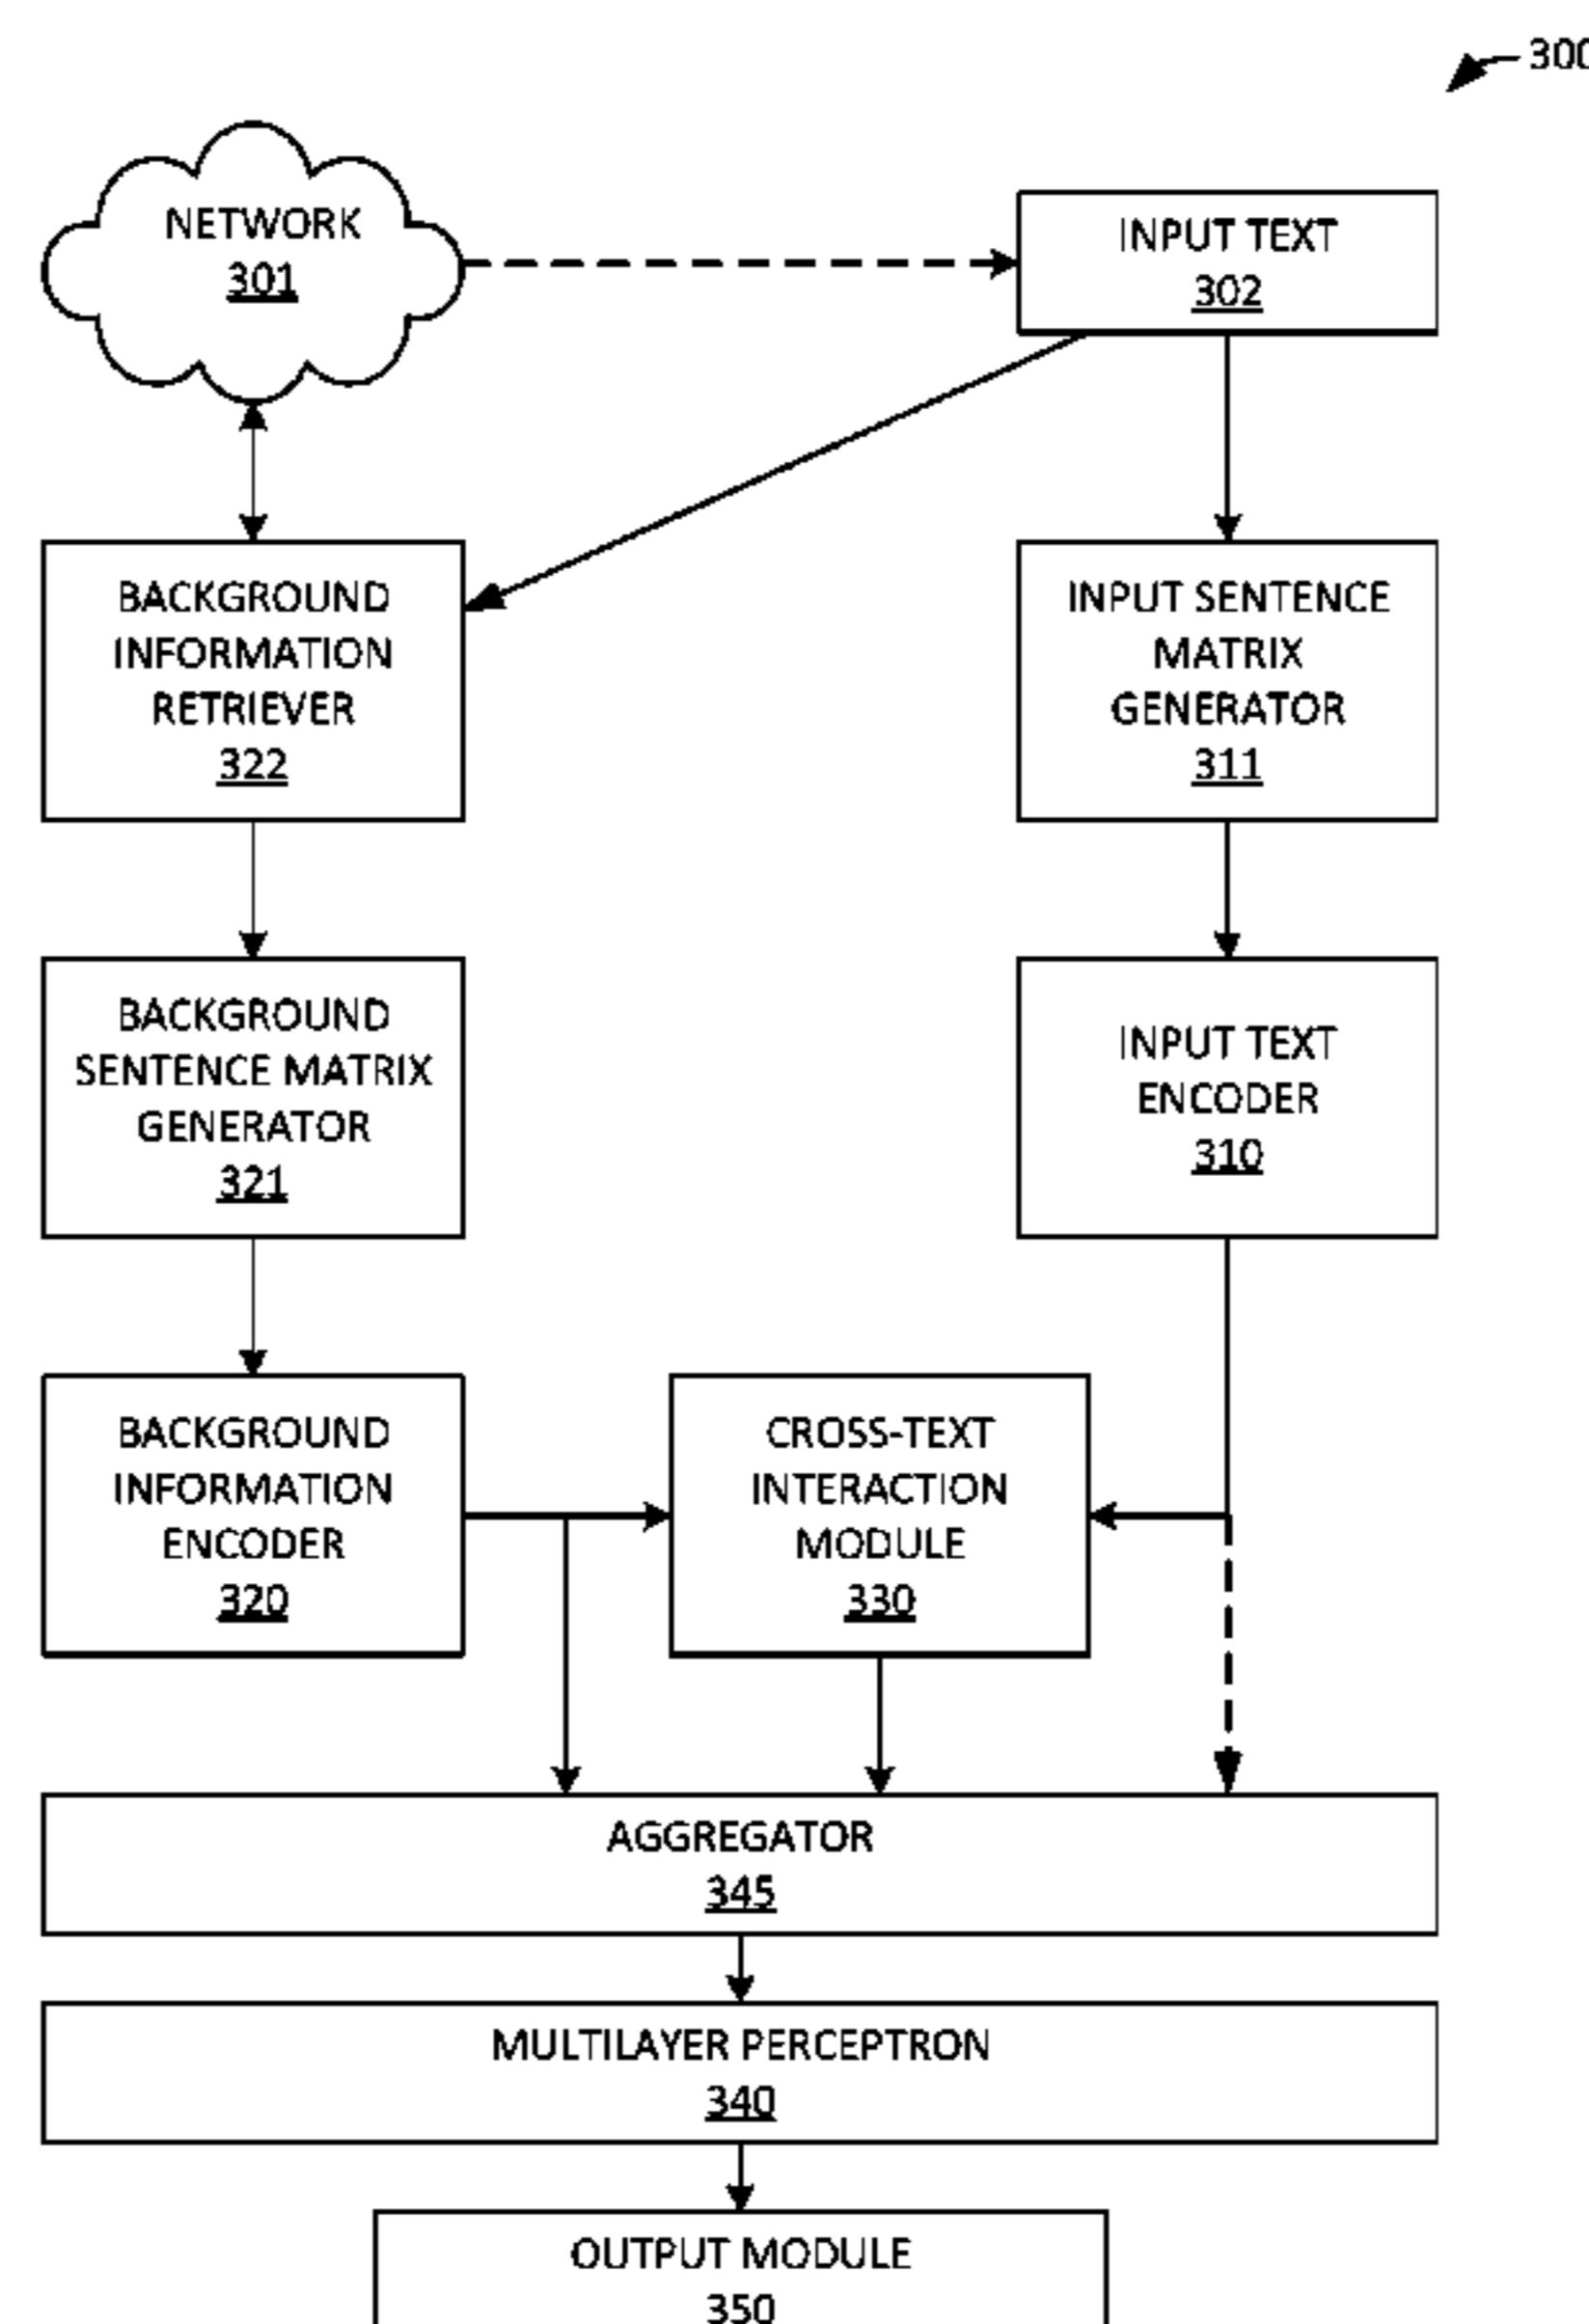 300
NETWORK
301
INPUT TEXT
302
BACKGROUND
INFORMATION
RETRIEVER
322
INPUT SENTENCE
MATRIX
GENERATOR
311
BACKGROUND
SENTENCE MATRIX
GENERATOR
321
INPUT TEXT
ENCODER
310
BACKGROUND
INFORMATION
ENCODER
320
CROSS-TEXT
INTERACTION
MODULE
330
AGGREGATOR
345
MULTILAYER PERCEPTRON
340
OUTPUT MODULE
350